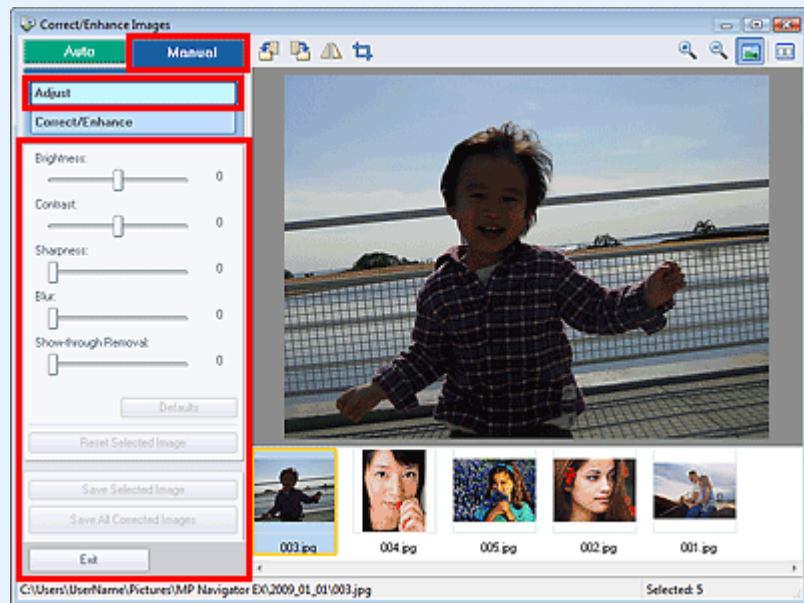 Correct/Enhance Images
Auto
Manual
Adjust
Correct/Enhance
Brightness:
0
Contrast:
0
Sharpness:
0
Blur:
0
Show-through Removal:
0
Defaults
Reset Selected Image
Save Selected Image
Save All Corrected Images
Exit
003.jpg
004.jpg
005.jpg
002.jpg
001.jpg
C:\Users\UserName\Pictures\MP Navigator EX\2009_01_01\003.jpg
Selected: 5